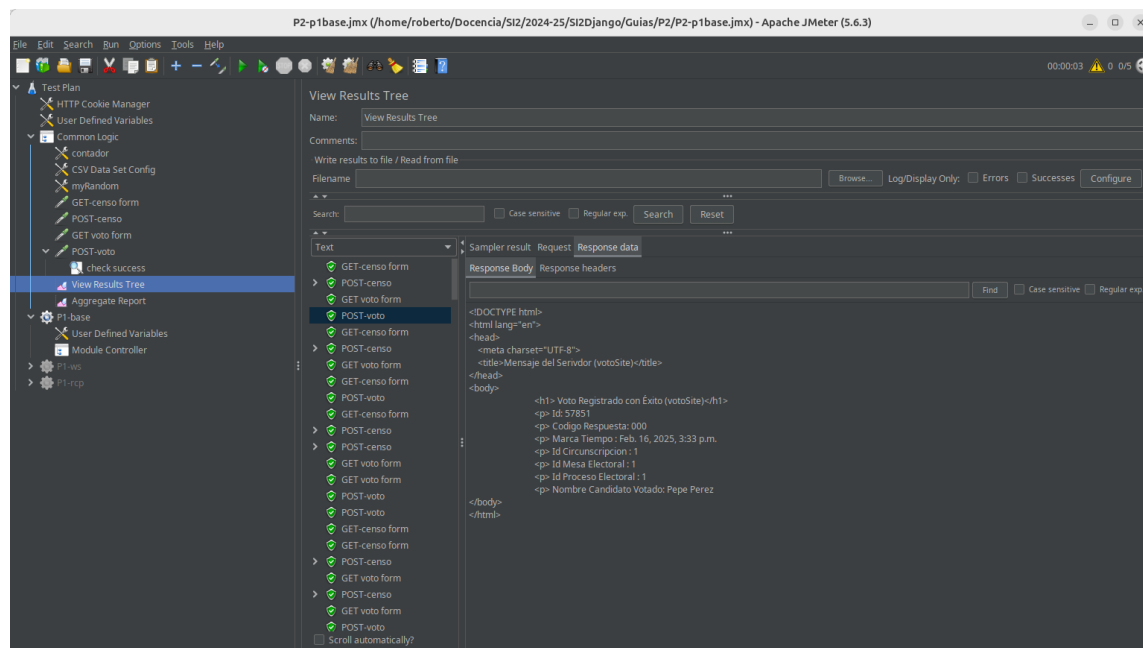 P2-p1base.jmx (/home/roberto/Docencia/SI2/2024-25/SI2Django/Guias/P2/P2-p1base.jmx) - Apache JMeter (5.6.3)
File Edit Search Run Options Tools Help
00:00:03 0 0/5
Test Plan
HTTP Cookie Manager
User Defined Variables
Common Logic
contador
CSV Data Set Config
myRandom
GET-censo form
POST-censo
GET voto form
POST-voto
check success
View Results Tree
Aggregate Report
P1-base
User Defined Variables
Module Controller
P1-ws
P1-rcp
View Results Tree
Name: View Results Tree
Comments:
Write results to file / Read from file
Filename Browse... Log/Display Only: Errors Successes Configure
Search: Case sensitive Regular exp. Search Reset
Text
GET-censo form
POST-censo
GET voto form
POST-voto
GET-censo form
POST-censo
GET voto form
GET-censo form
POST-voto
GET-censo form
POST-censo
POST-censo
GET voto form
GET voto form
POST-voto
POST-voto
GET-censo form
GET-censo form
POST-censo
GET voto form
POST-censo
GET voto form
POST-voto
Scroll automatically?
Sampler result Request Response data
Response Body Response headers
Find Case sensitive Regular exp.
<!DOCTYPE html>
<html lang="en">
<head>
<meta charset="UTF-8">
<title>Mensaje del Serivdor (votoSite)</title>
</head>
<body>
<h1> Voto Registrado con Éxito (votoSite)</h1>
<p> Id: 57851
<p> Codigo Respuesta: 000
<p> Marca Tiempo : Feb. 16, 2025, 3:33 p.m.
<p> Id Circunscripcion : 1
<p> Id Mesa Electoral : 1
<p> Id Proceso Electoral : 1
<p> Nombre Candidato Votado: Pepe Perez
</body>
</html>